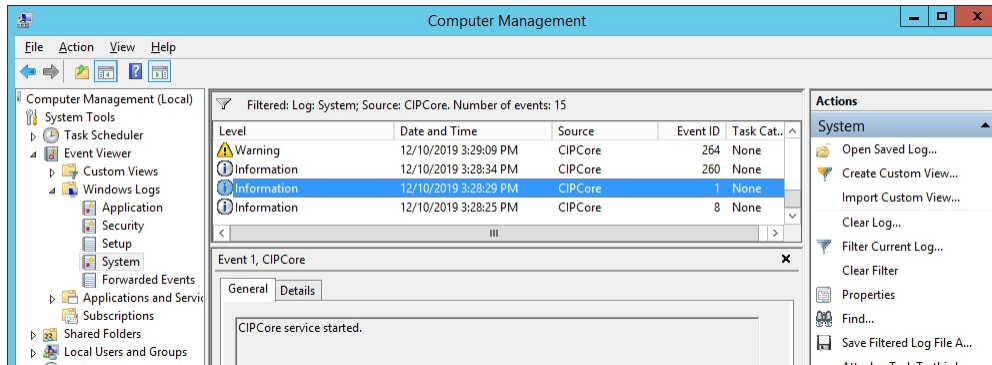 Computer Management
File Action View Help
Computer Management (Local)
System Tools
Task Scheduler
Event Viewer
Custom Views
Windows Logs
Application
Security
Setup
System
Forwarded Events
Applications and Servic
Subscriptions
Shared Folders
Local Users and Groups
Filtered: Log: System; Source: CIPCore. Number of events: 15
Level Date and Time Source Event ID Task Cat...
Warning 12/10/2019 3:29:09 PM CIPCore 264 None
Information 12/10/2019 3:28:34 PM CIPCore 260 None
Information 12/10/2019 3:28:29 PM CIPCore 1 None
Information 12/10/2019 3:28:25 PM CIPCore 8 None
Event 1, CIPCore
General Details
CIPCore service started.
Actions
System
Open Saved Log...
Create Custom View...
Import Custom View...
Clear Log...
Filter Current Log...
Clear Filter
Properties
Find...
Save Filtered Log File A...